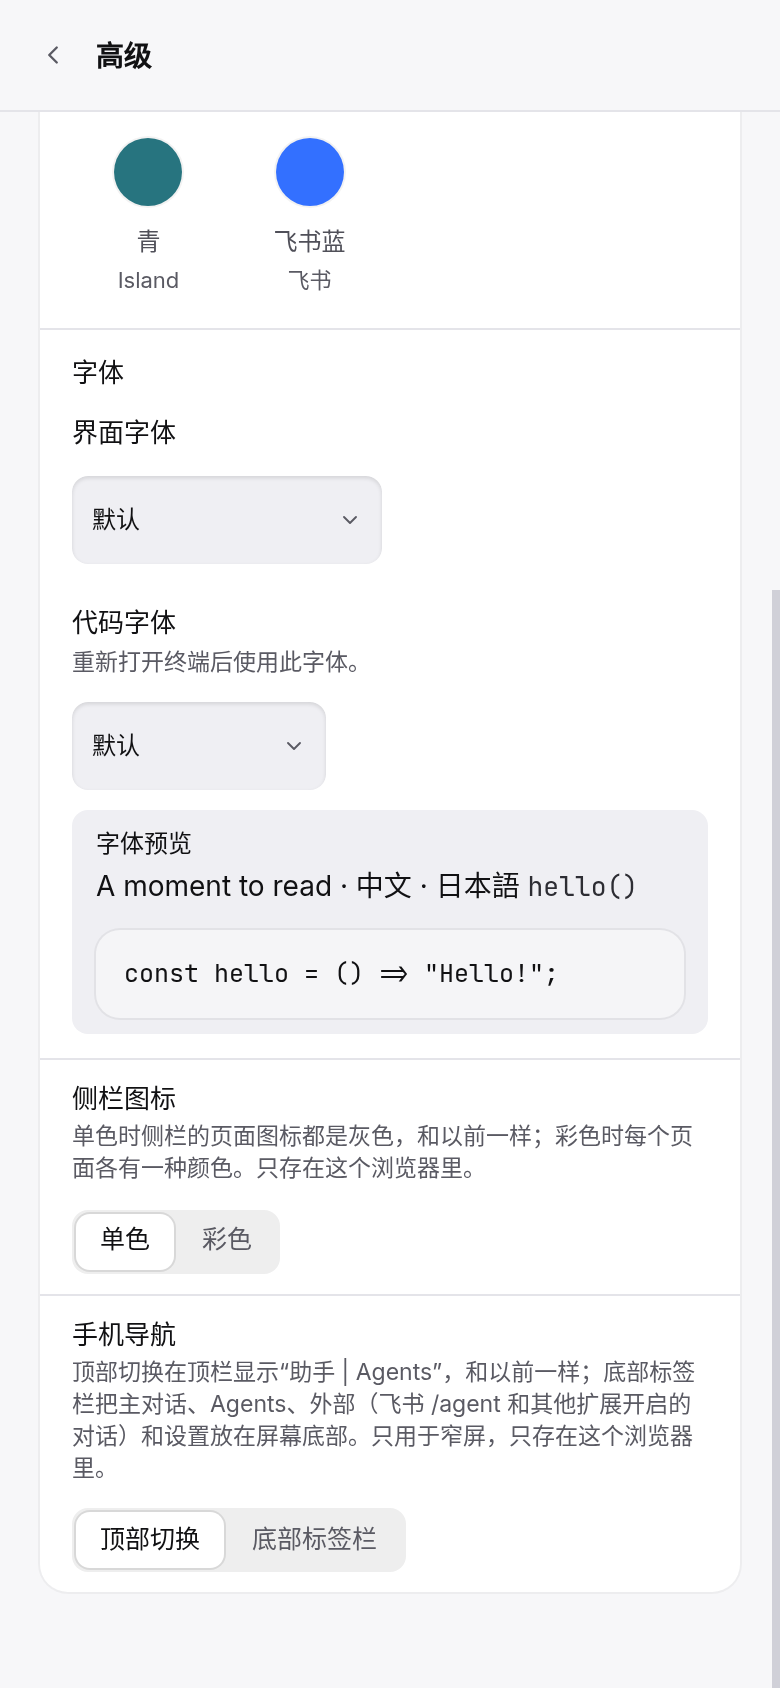 高级
青
Island
飞书蓝
飞书
字体
界面字体
默认
代码字体
重新打开终端后使用此字体。
默认
字体预览
A moment to read · 中文 · 日本語 hello()
const hello = () => "Hello!";
侧栏图标
单色时侧栏的页面图标都是灰色，和以前一样；彩色时每个页
面各有一种颜色。只存在这个浏览器里。
单色 彩色
手机导航
顶部切换在顶栏显示“助手 | Agents”，和以前一样；底部标签
栏把主对话、Agents、外部（飞书 /agent 和其他扩展开启的
对话）和设置放在屏幕底部。只用于窄屏，只存在这个浏览器
里。
顶部切换 底部标签栏